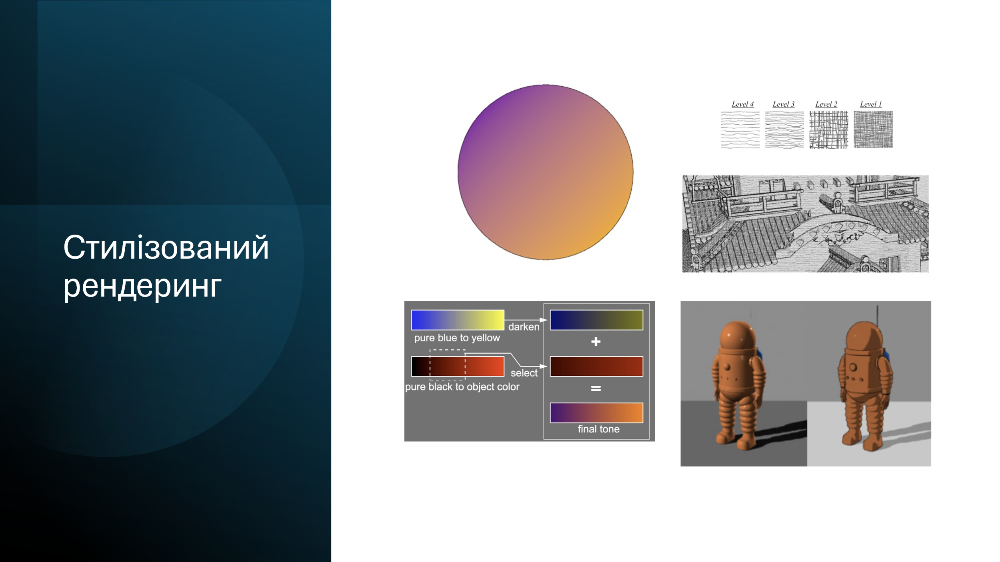 Стилізований
рендеринг
Level 4 Level 3 Level 2 Level 1
darken
pure blue to yellow
+
select
pure black to object color
=
final tone